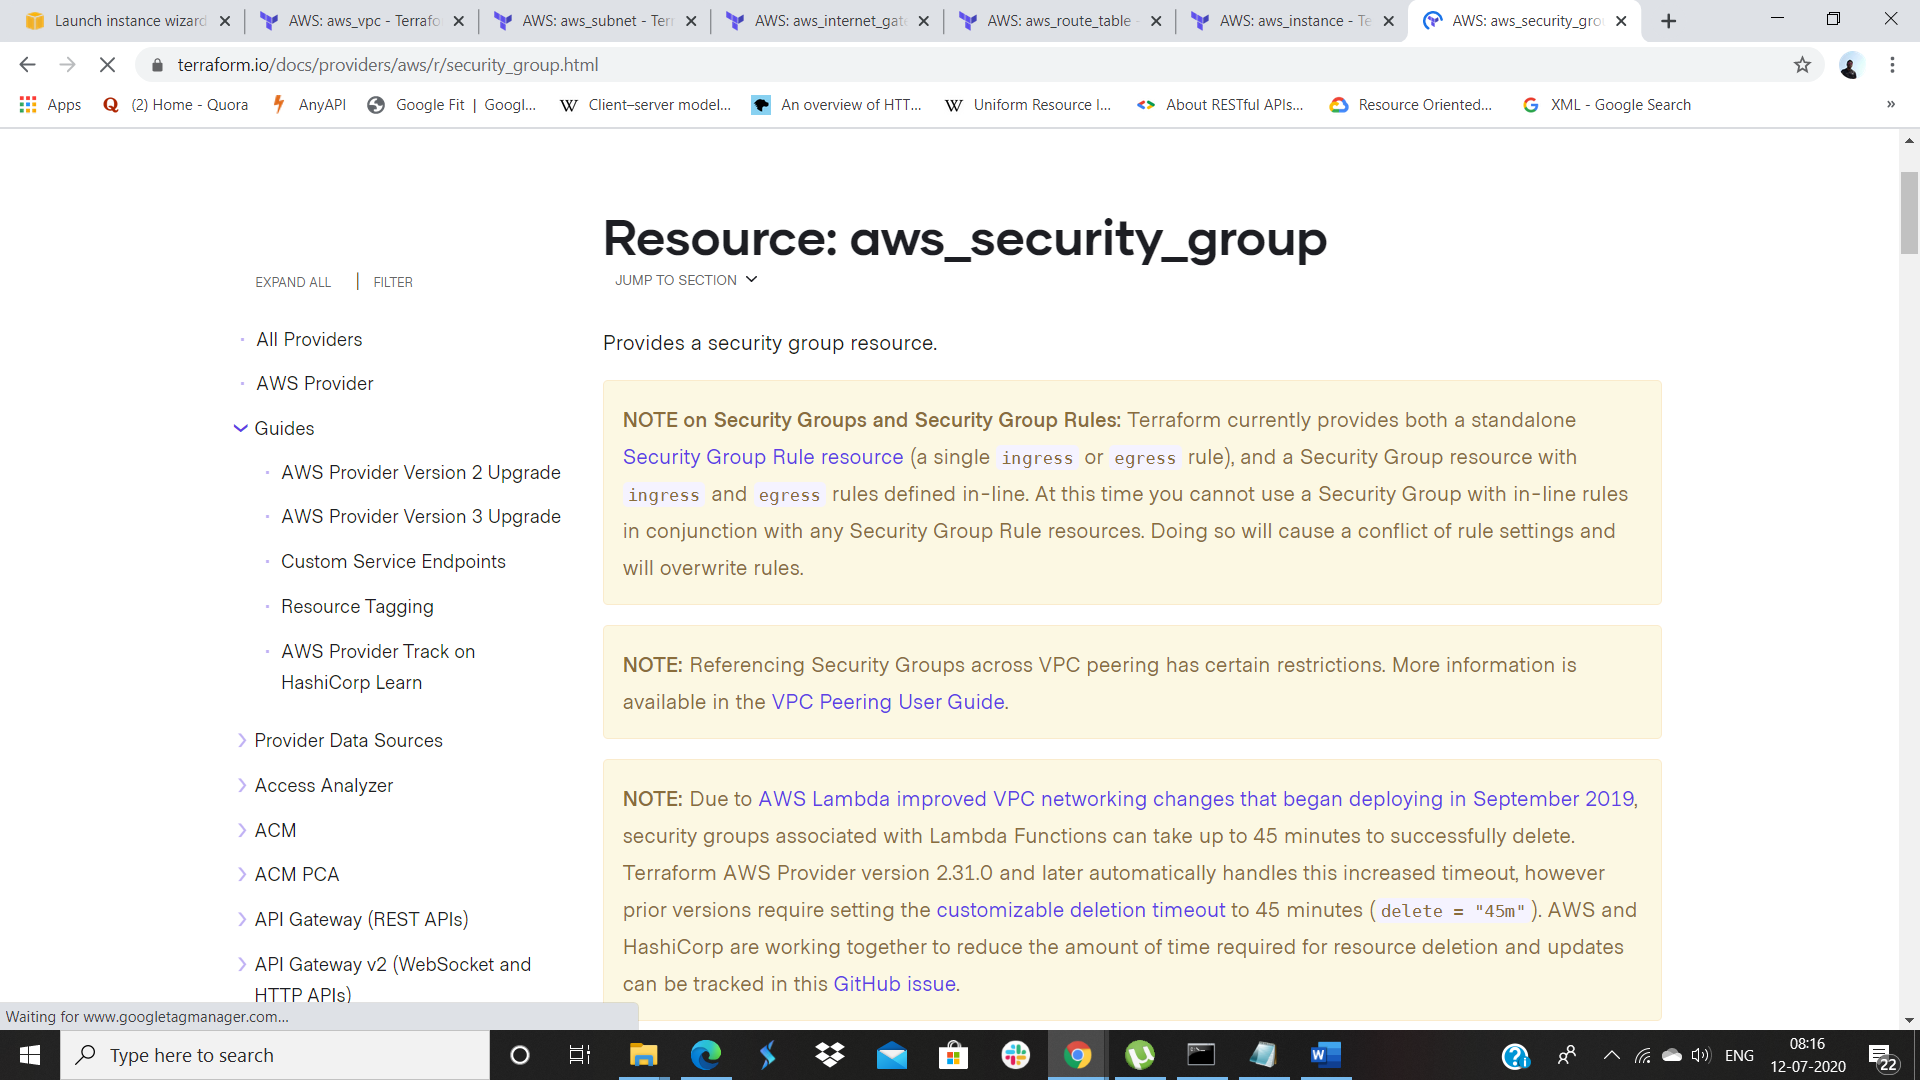 Launch instance wizard
AWS: aws_vpc - Terrafo
AWS: aws_subnet - Terr
AWS: aws_internet_gate
AWS: aws_route_table -
AWS: aws_instance - Te
AWS: aws_security_gro
terraform.io/docs/providers/aws/r/security_group.html
Apps
(2) Home - Quora
AnyAPI
Google Fit | Googl...
Client–server model...
An overview of HTT...
Uniform Resource I...
About RESTful APIs...
Resource Oriented...
XML - Google Search
»
Resource: aws_security_group
JUMP TO SECTION
EXPAND ALL | FILTER
All Providers
AWS Provider
Guides
AWS Provider Version 2 Upgrade
AWS Provider Version 3 Upgrade
Custom Service Endpoints
Resource Tagging
AWS Provider Track on
HashiCorp Learn
Provider Data Sources
Access Analyzer
ACM
ACM PCA
API Gateway (REST APIs)
API Gateway v2 (WebSocket and
HTTP APIs)
Provides a security group resource.
NOTE on Security Groups and Security Group Rules: Terraform currently provides both a standalone
Security Group Rule resource (a single ingress or egress rule), and a Security Group resource with
ingress and egress rules defined in-line. At this time you cannot use a Security Group with in-line rules
in conjunction with any Security Group Rule resources. Doing so will cause a conflict of rule settings and
will overwrite rules.
NOTE: Referencing Security Groups across VPC peering has certain restrictions. More information is
available in the VPC Peering User Guide.
NOTE: Due to AWS Lambda improved VPC networking changes that began deploying in September 2019,
security groups associated with Lambda Functions can take up to 45 minutes to successfully delete.
Terraform AWS Provider version 2.31.0 and later automatically handles this increased timeout, however
prior versions require setting the customizable deletion timeout to 45 minutes (delete = "45m"). AWS and
HashiCorp are working together to reduce the amount of time required for resource deletion and updates
can be tracked in this GitHub issue.
Waiting for www.googletagmanager.com...
Type here to search
ENG
08:16
12-07-2020
22